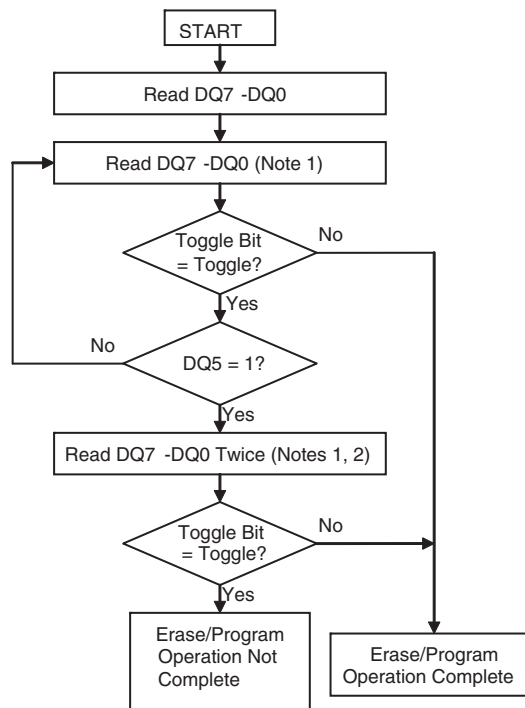 START
Read DQ7 -DQ0
Read DQ7 -DQ0 (Note 1)
Toggle Bit
= Toggle?
No
Yes
No
DQ5 = 1?
Yes
Read DQ7 -DQ0 Twice (Notes 1, 2)
Toggle Bit
= Toggle?
No
Yes
Erase/Program
Operation Not
Complete
Erase/Program
Operation Complete